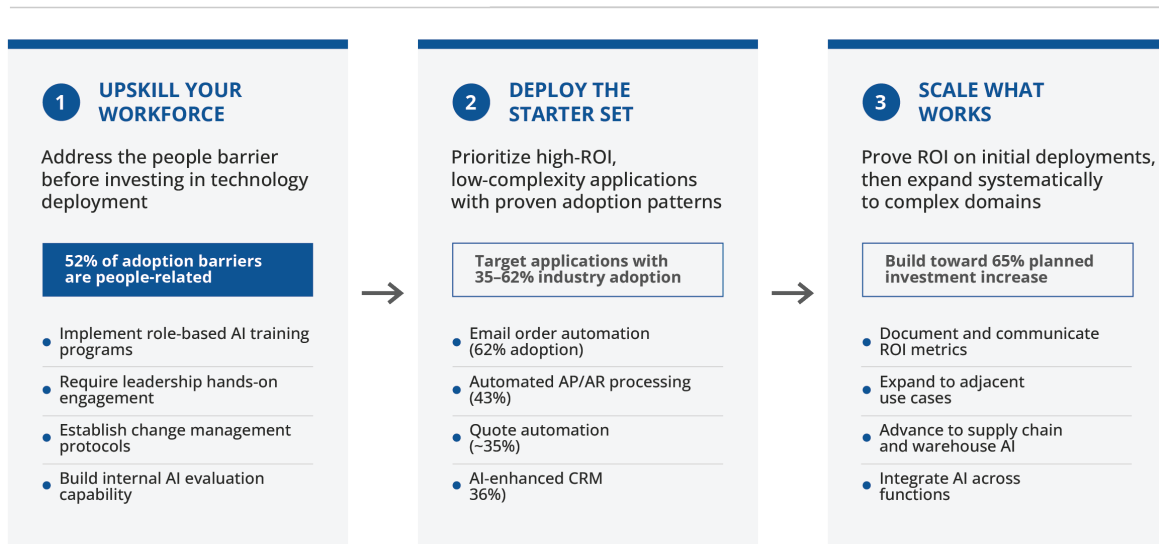 1
UPSKILL YOUR
WORKFORCE
Address the people barrier
before investing in technology
deployment
52% of adoption barriers
are people-related
Implement role-based AI training
programs
Require leadership hands-on
engagement
Establish change management
protocols
Build internal AI evaluation
capability
2
DEPLOY THE
STARTER SET
Prioritize high-ROI,
low-complexity applications
with proven adoption patterns
Target applications with
35–62% industry adoption
Email order automation
(62% adoption)
Automated AP/AR processing
(43%)
Quote automation
(~35%)
AI-enhanced CRM
36%)
3
SCALE WHAT
WORKS
Prove ROI on initial deployments,
then expand systematically
to complex domains
Build toward 65% planned
investment increase
Document and communicate
ROI metrics
Expand to adjacent
use cases
Advance to supply chain
and warehouse AI
Integrate AI across
functions